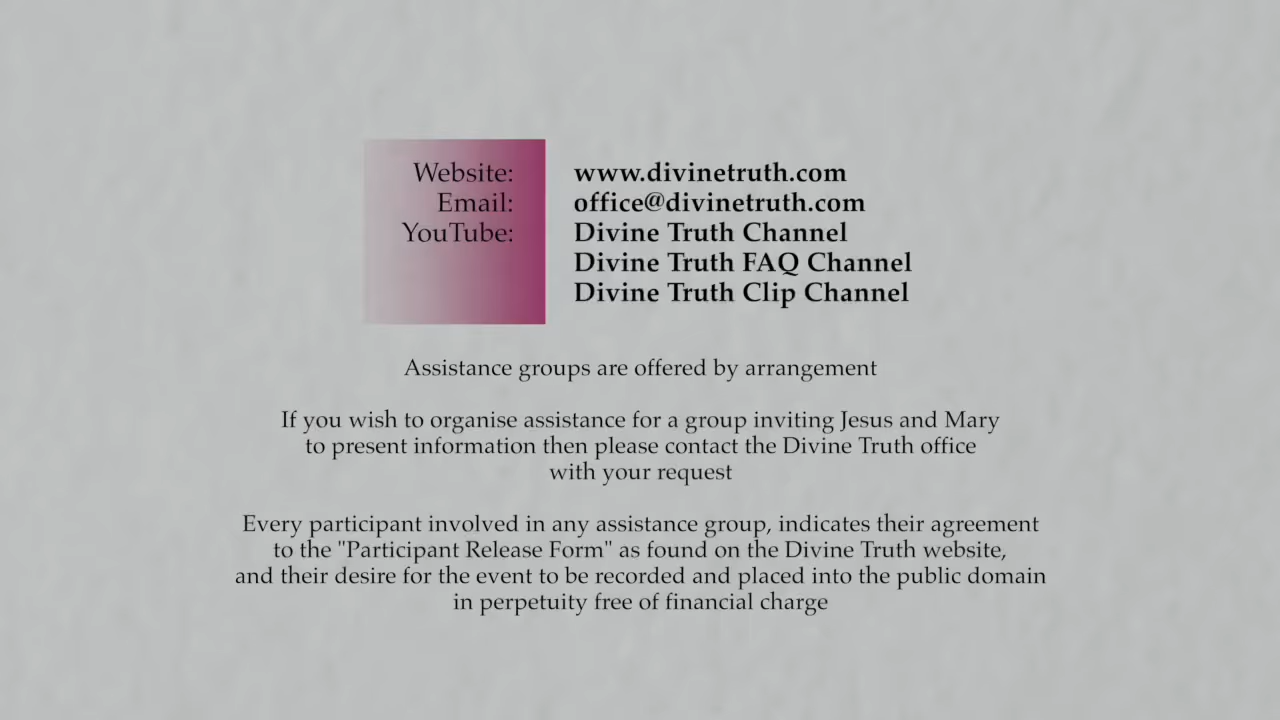 Website: www.divinetruth.com
Email: office@divinetruth.com
YouTube: Divine Truth Channel
Divine Truth FAQ Channel
Divine Truth Clip Channel
Assistance groups are offered by arrangement
If you wish to organise assistance for a group inviting Jesus and Mary
to present information then please contact the Divine Truth office
with your request
Every participant involved in any assistance group, indicates their agreement
to the "Participant Release Form" as found on the Divine Truth website,
and their desire for the event to be recorded and placed into the public domain
in perpetuity free of financial charge